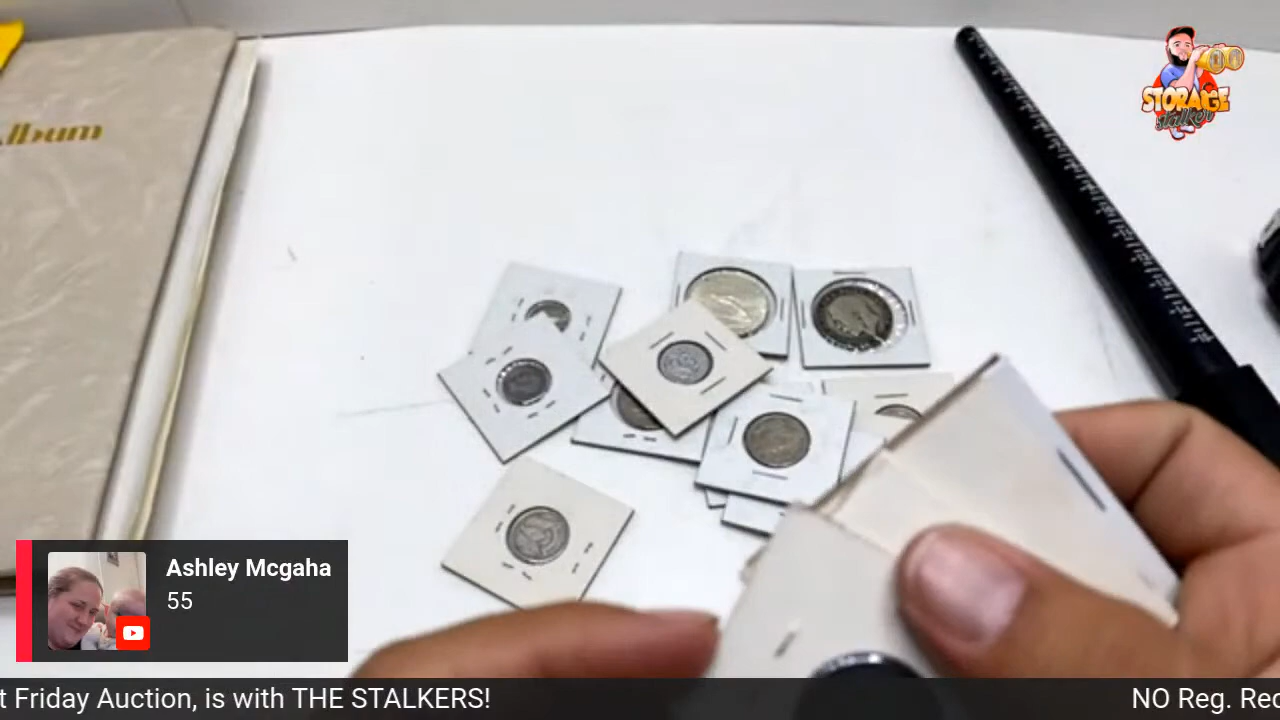 lbum
STORAGE
stalker
Ashley Mcgaha
55
t Friday Auction, is with THE STALKERS!
NO Reg. Rec